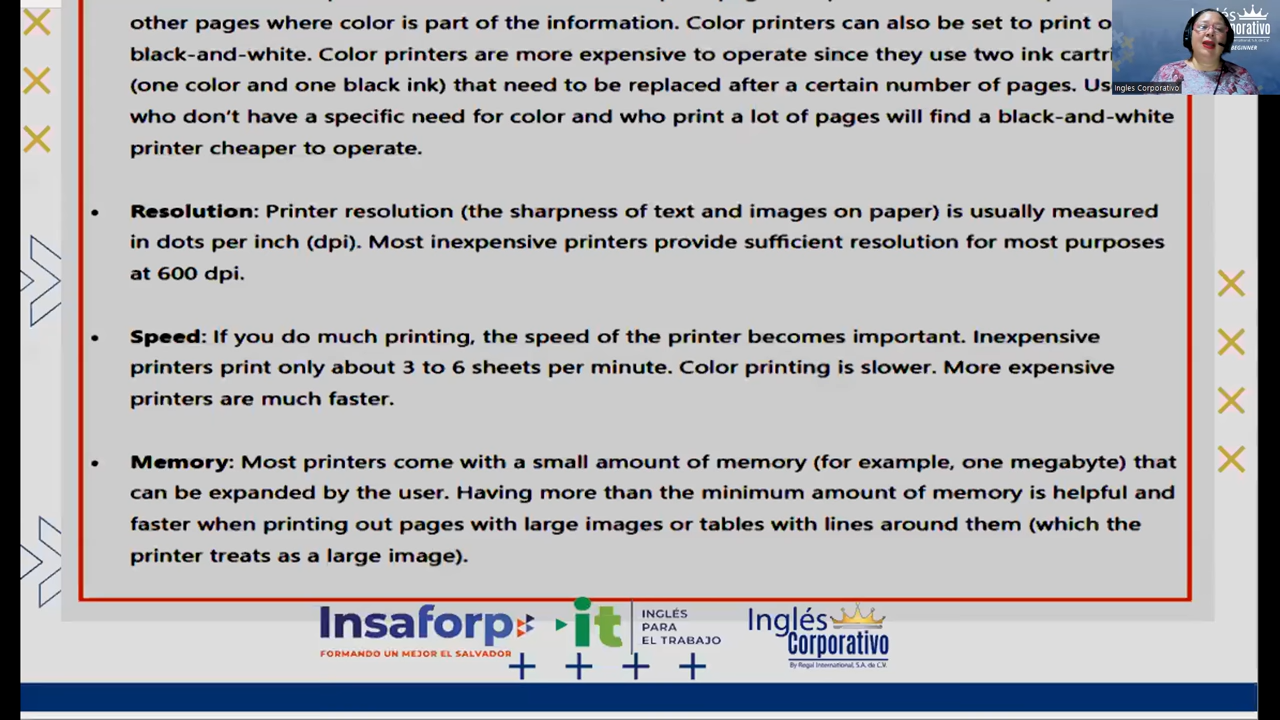 other pages where color is part of the information. Color printers can also be set to print
black-and-white. Color printers are more expensive to operate since they use two ink
(one color and one black ink) that need to be replaced after a certain number of pages.
who don't have a specific need for color and who print a lot of pages will find a black-and-white
printer cheaper to operate.
• Resolution: Printer resolution (the sharpness of text and images on paper) is usually measured
in dots per inch (dpi). Most inexpensive printers provide sufficient resolution for most purposes
at 600 dpi.
• Speed: If you do much printing, the speed of the printer becomes important. Inexpensive
printers print only about 3 to 6 sheets per minute. Color printing is slower. More expensive
printers are much faster.
• Memory: Most printers come with a small amount of memory (for example, one megabyte) that
can be expanded by the user. Having more than the minimum amount of memory is helpful and
faster when printing out pages with large images or tables with lines around them (which the
printer treats as a large image).
Inglés
BEGINNER
Ingles Corporativo
Insaforp
FORMANDO UN MEJOR EL SALVADOR
it
INGLÉS
PARA
EL TRABAJO
Inglés
Corporativo
By Regal International, S.A. de C.V.